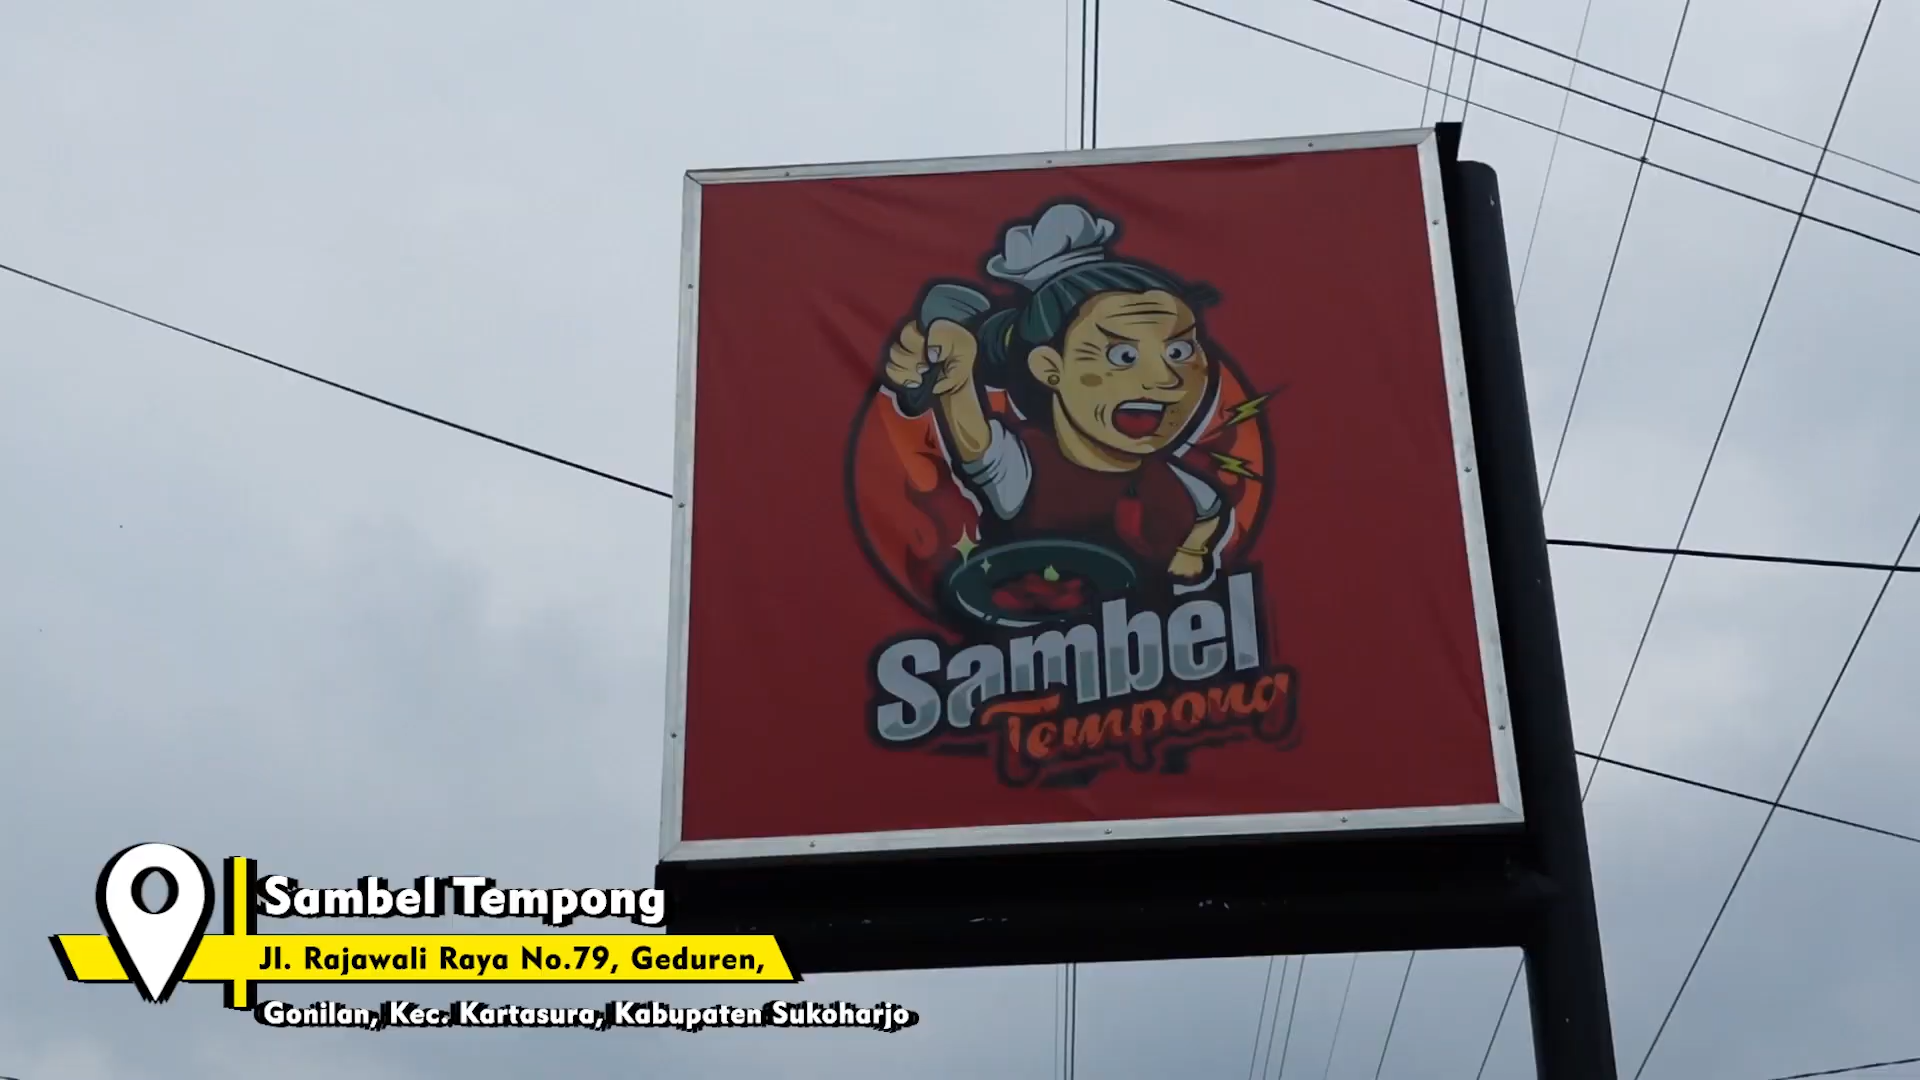 Sambel
Tempong
Sambel Tempong
Jl. Rajawali Raya No.79, Geduren,
Gonilan, Kec. Kartasura, Kabupaten Sukoharjo